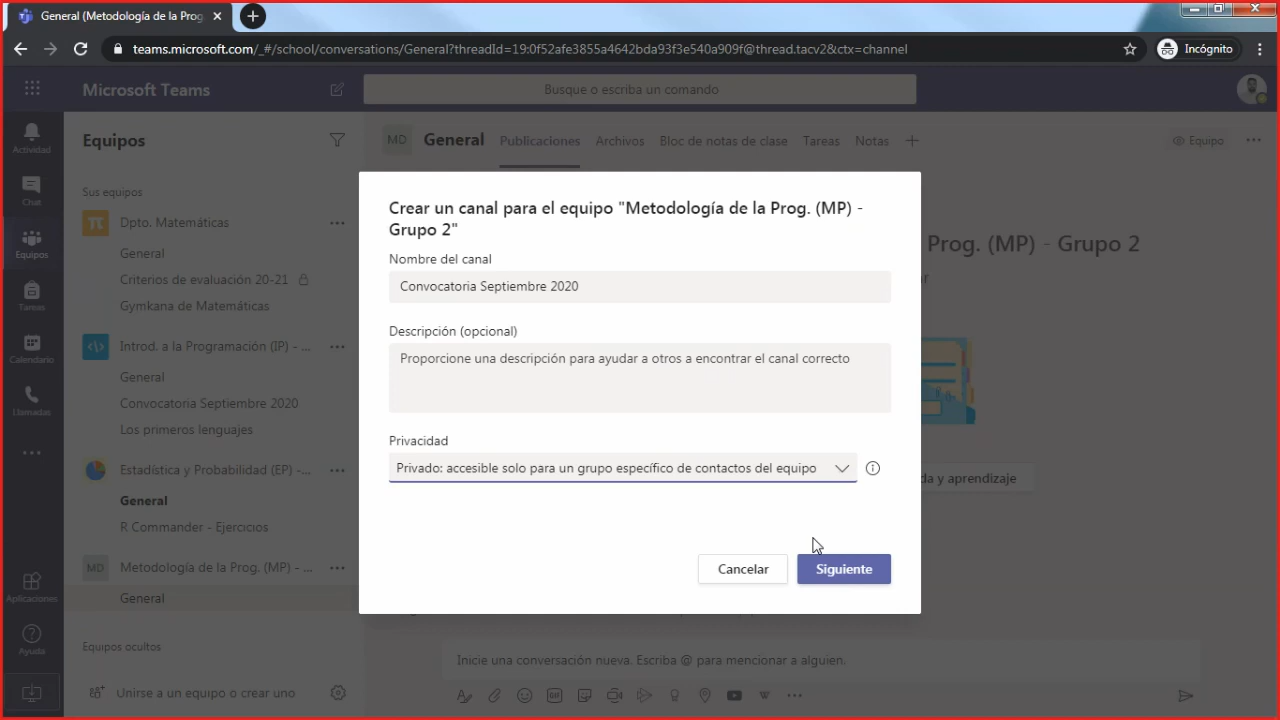 General (Metodología de la Prog
teams.microsoft.com/_#/school/conversations/General?threadId=19:0f52afe3855a4642bda93f3e540a909f@thread.tacv2&ctx=channel
Incógnito
Microsoft Teams
Busque o escriba un comando
Actividad
Chat
Equipos
Tareas
Calendario
Llamadas
Aplicaciones
Ayuda
Equipos
Sus equipos
Dpto. Matemáticas
General
Criterios de evaluación 20-21
Gymkana de Matemáticas
Introd. a la Programación (IP) - ...
General
Convocatoria Septiembre 2020
Los primeros lenguajes
Estadística y Probabilidad (EP) -...
General
R Commander - Ejercicios
MD Metodología de la Prog. (MP) - ...
General
Equipos ocultos
Unirse a un equipo o crear uno
MD General Publicaciones Archivos Bloc de notas de clase Tareas Notas
Equipo
Prog. (MP) - Grupo 2
da y aprendizaje
Crear un canal para el equipo "Metodología de la Prog. (MP) -
Grupo 2"
Nombre del canal
Convocatoria Septiembre 2020
Descripción (opcional)
Proporcione una descripción para ayudar a otros a encontrar el canal correcto
Privacidad
Privado: accesible solo para un grupo específico de contactos del equipo
Cancelar Siguiente
Inicie una conversación nueva. Escriba @ para mencionar a alguien.